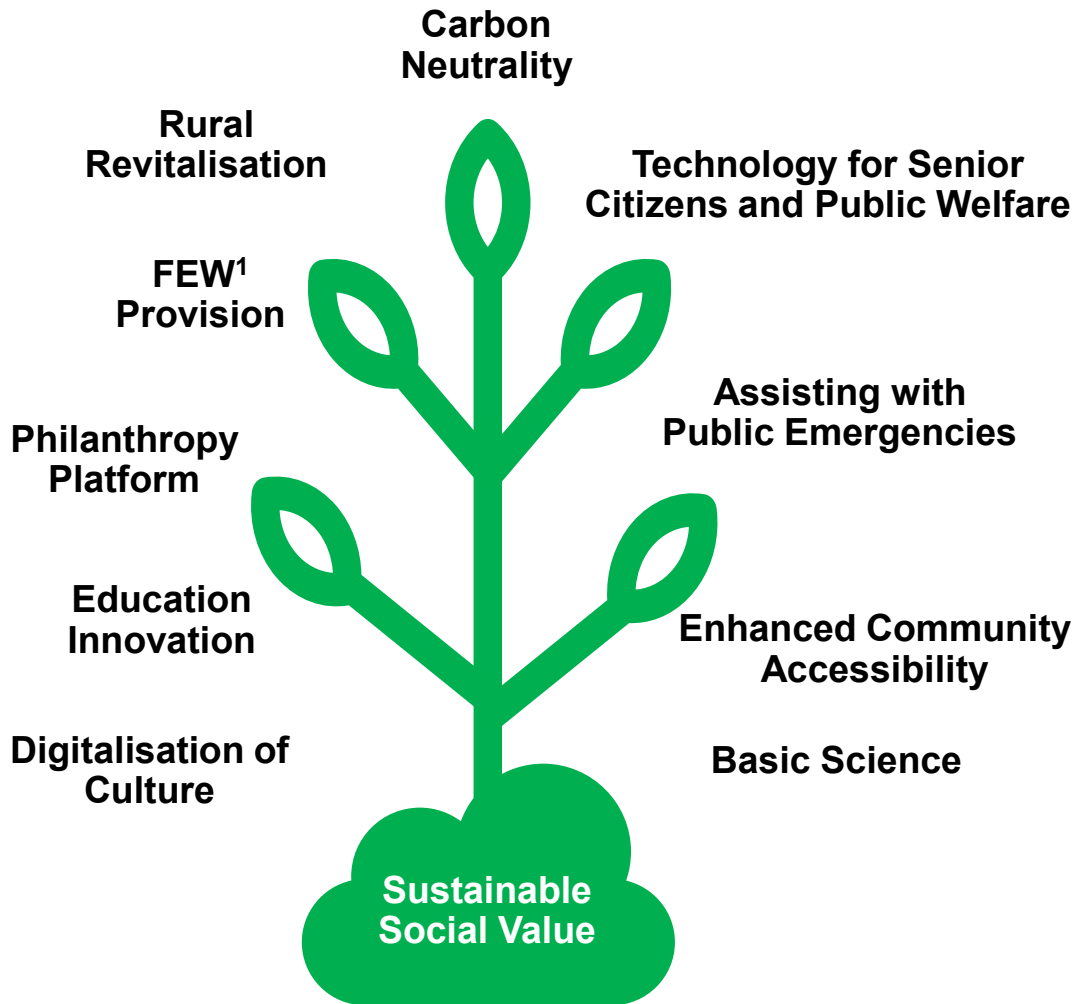 Carbon
Neutrality
Rural
Revitalisation
Technology for Senior
Citizens and Public Welfare
FEW¹
Provision
Assisting with
Public Emergencies
Philanthropy
Platform
Education
Innovation
Enhanced Community
Accessibility
Digitalisation of
Culture
Basic Science
Sustainable
Social Value